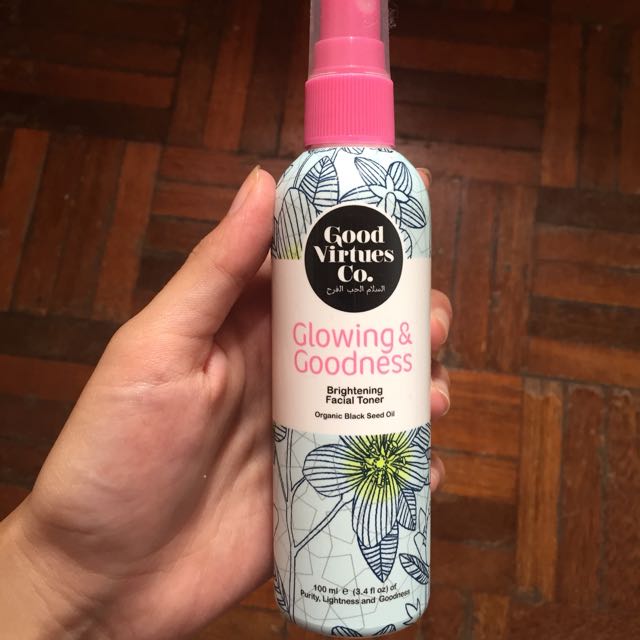 Good
Virtues
Co.
السلام الحب الفرح
Glowing &
Goodness
Brightening
Facial Toner
Organic Black Seed Oil
100 ml e (3.4 fl oz) of
Purity, Lightness and Goodness